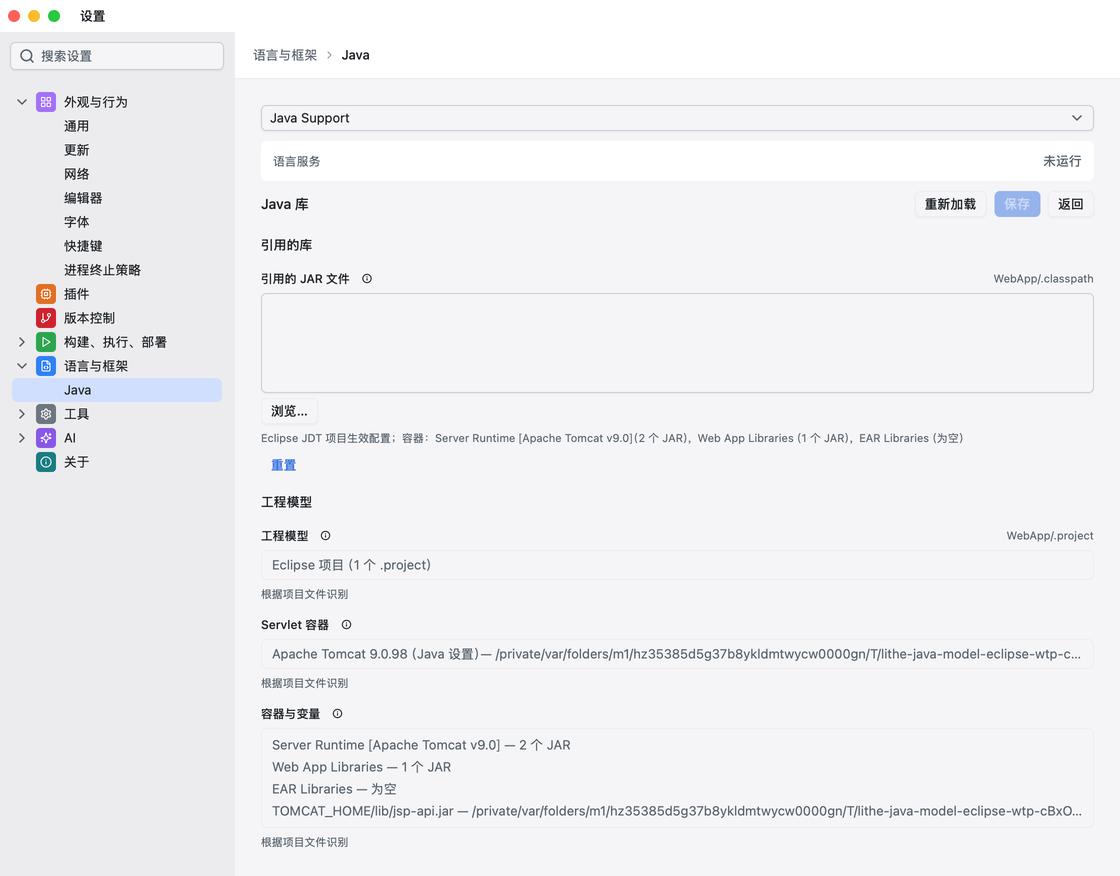 设置
搜索设置
外观与行为
通用
更新
网络
编辑器
字体
快捷键
进程终止策略
插件
版本控制
构建、执行、部署
语言与框架
Java
工具
AI
关于
语言与框架 > Java
Java Support
语言服务 未运行
Java 库 重新加载 保存 返回
引用的库
引用的 JAR 文件 WebApp/.classpath
浏览...
Eclipse JDT 项目生效配置；容器：Server Runtime [Apache Tomcat v9.0](2 个 JAR)，Web App Libraries (1 个 JAR)，EAR Libraries (为空)
重置
工程模型
工程模型 WebApp/.project
Eclipse 项目 (1 个 .project)
根据项目文件识别
Servlet 容器
Apache Tomcat 9.0.98 (Java 设置) — /private/var/folders/m1/hz35385d5g37b8ykldmtwycw0000gn/T/lithe-java-model-eclipse-wtp-c...
根据项目文件识别
容器与变量
Server Runtime [Apache Tomcat v9.0] — 2 个 JAR
Web App Libraries — 1 个 JAR
EAR Libraries — 为空
TOMCAT_HOME/lib/jsp-api.jar — /private/var/folders/m1/hz35385d5g37b8ykldmtwycw0000gn/T/lithe-java-model-eclipse-wtp-cBxO...
根据项目文件识别